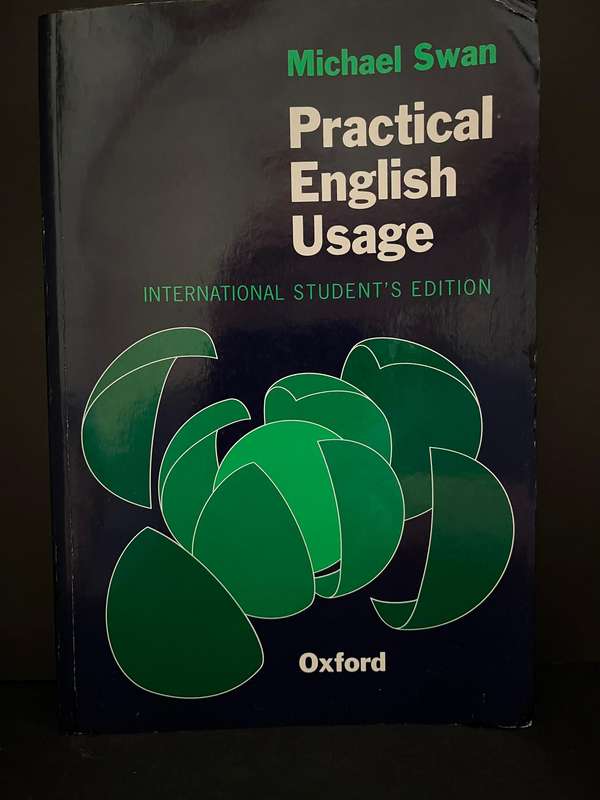 Michael Swan
Practical
English
Usage
INTERNATIONAL STUDENT'S EDITION
Oxford